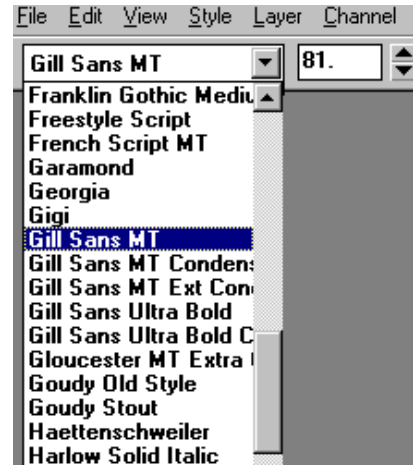 File Edit View Style Layer Channel
Gill Sans MT 81.
Franklin Gothic Mediu
Freestyle Script
French Script MT
Garamond
Georgia
Gigi
Gill Sans MT
Gill Sans MT Condens
Gill Sans MT Ext Con
Gill Sans Ultra Bold
Gill Sans Ultra Bold C
Gloucester MT Extra
Goudy Old Style
Goudy Stout
Haettenschweiler
Harlow Solid Italic